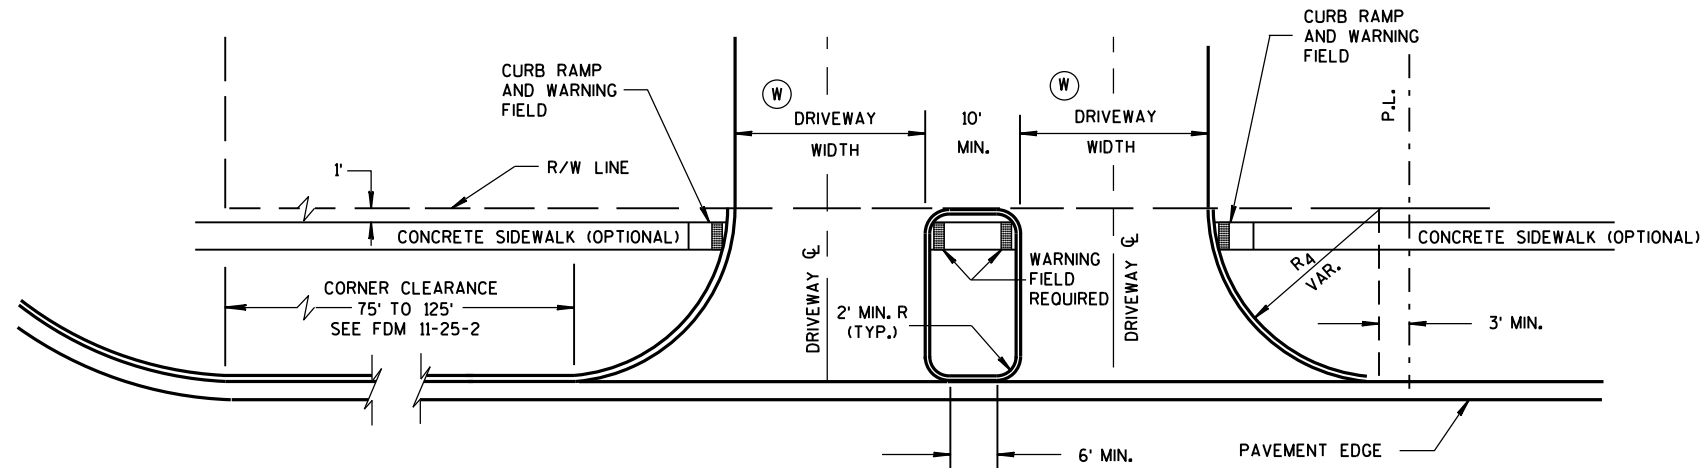 CURB RAMP
AND WARNING
FIELD
CURB RAMP
AND WARNING
FIELD
W
DRIVEWAY
WIDTH
10'
MIN.
W
DRIVEWAY
WIDTH
P.L.
1'
R/W LINE
CONCRETE SIDEWALK (OPTIONAL)
CONCRETE SIDEWALK (OPTIONAL)
WARNING
FIELD
REQUIRED
R4
VAR.
CORNER CLEARANCE
75' TO 125'
SEE FDM 11-25-2
DRIVEWAY ℄
2' MIN. R
(TYP.)
DRIVEWAY ℄
3' MIN.
6' MIN.
PAVEMENT EDGE